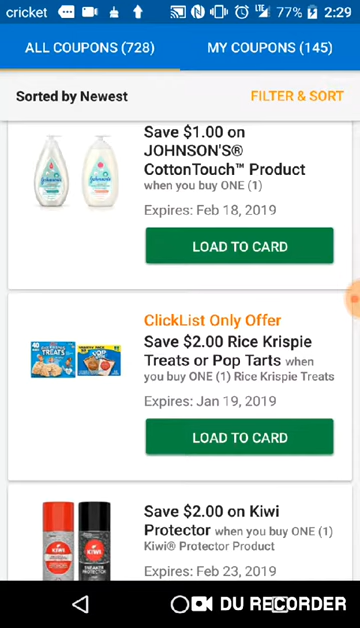 cricket 77% 2:29
ALL COUPONS (728) MY COUPONS (145)
Sorted by Newest FILTER & SORT
Save $1.00 on
JOHNSON'S®
CottonTouch™ Product
when you buy ONE (1)
Expires: Feb 18, 2019
LOAD TO CARD
ClickList Only Offer
Save $2.00 Rice Krispie
Treats or Pop Tarts when
you buy ONE (1) Rice Krispie Treats
Expires: Jan 19, 2019
LOAD TO CARD
Save $2.00 on Kiwi
Protector when you buy ONE (1)
Kiwi® Protector Product
Expires: Feb 23, 2019
DU RECORDER